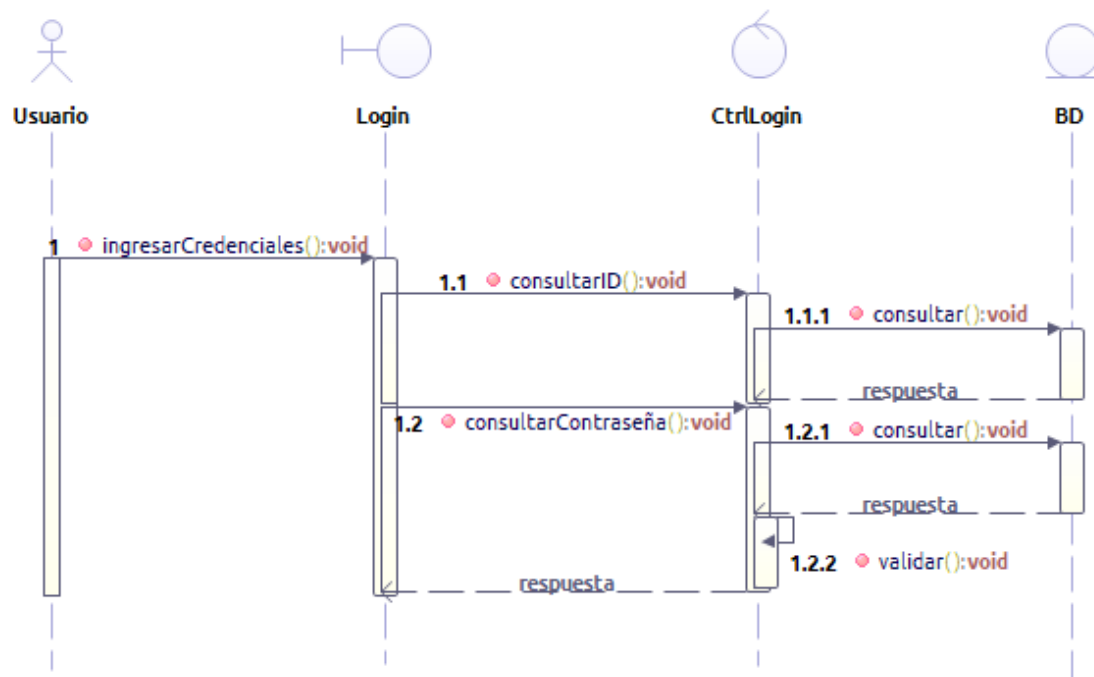 Usuario
Login
CtrlLogin
BD
1 ingresarCredenciales():void
1.1 consultarID():void
1.1.1 consultar():void
respuesta
1.2 consultarContraseña():void
1.2.1 consultar():void
respuesta
1.2.2 validar():void
respuesta